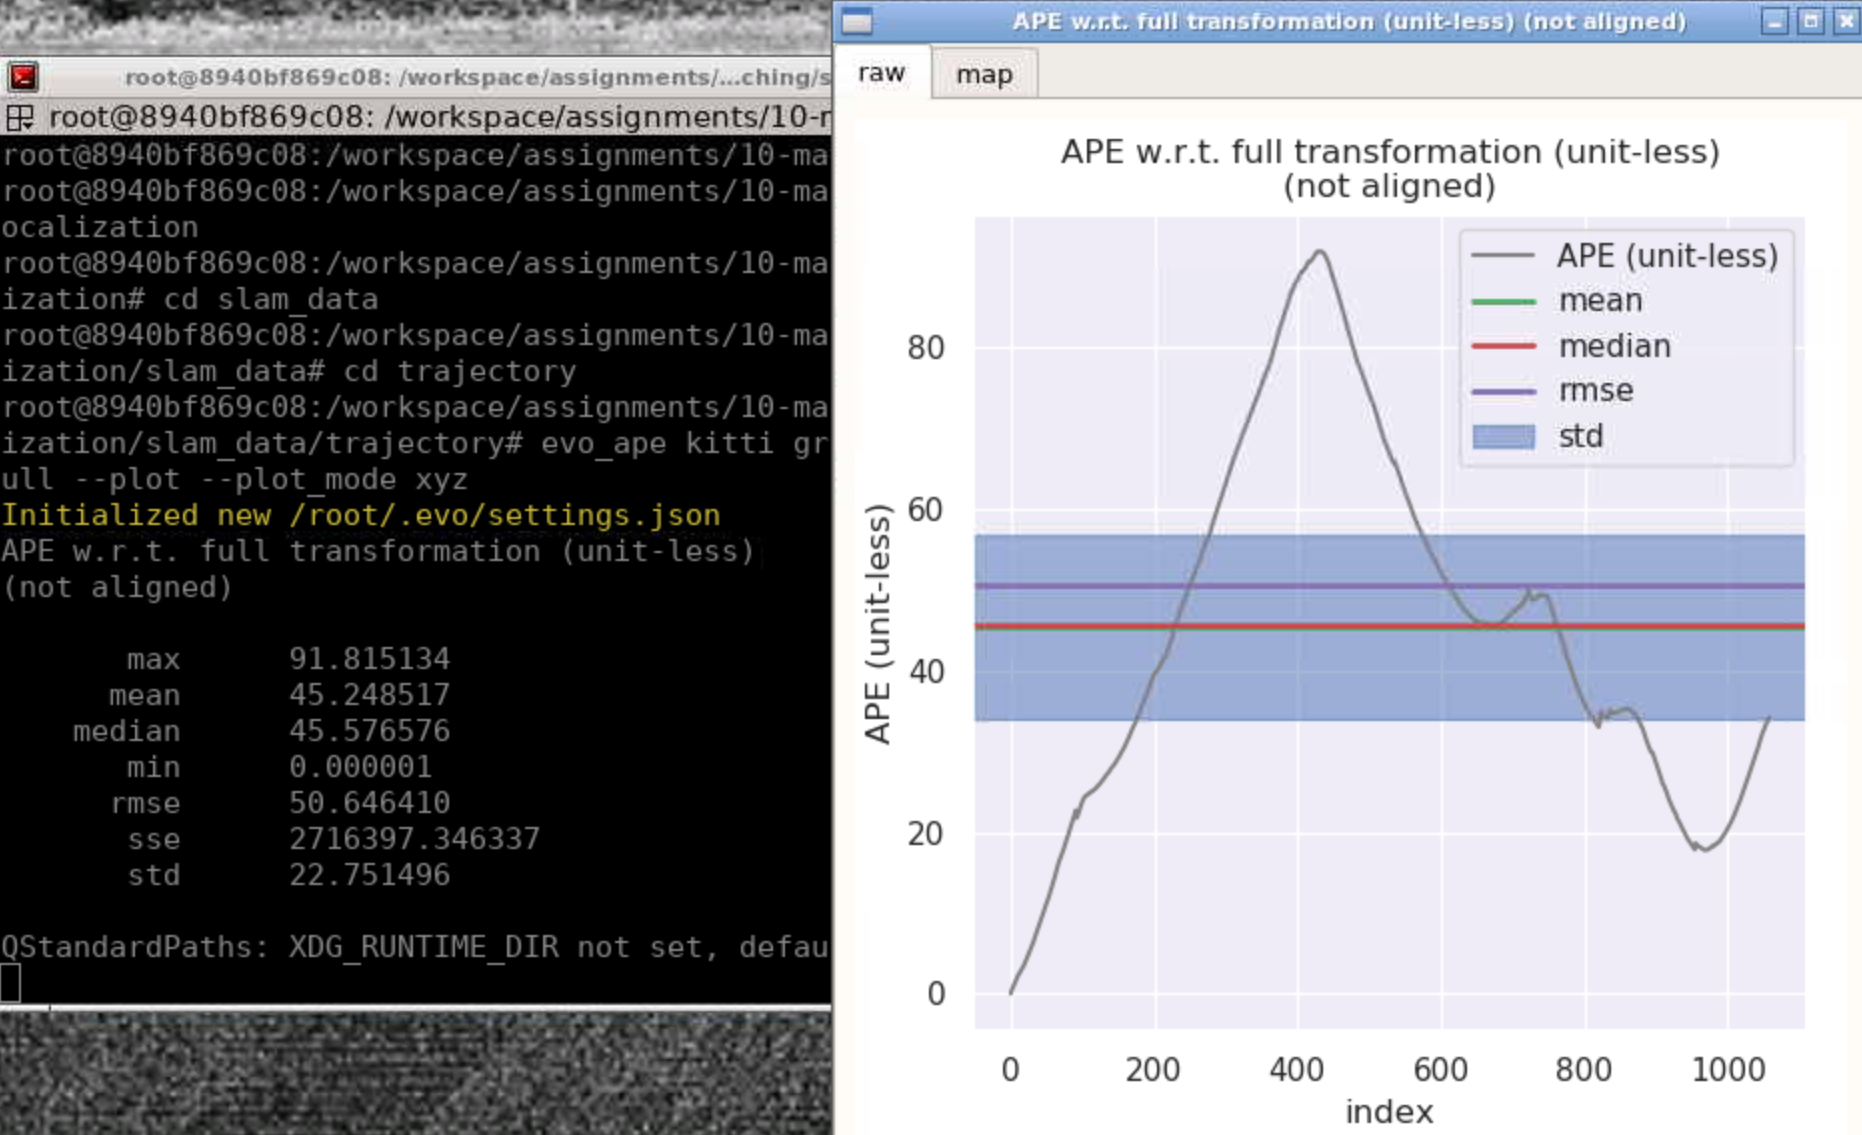 root@8940bf869c08: /workspace/assignments/...ching/s
root@8940bf869c08: /workspace/assignments/10-r
root@8940bf869c08:/workspace/assignments/10-ma
root@8940bf869c08:/workspace/assignments/10-ma
ocalization
root@8940bf869c08:/workspace/assignments/10-ma
ization# cd slam_data
root@8940bf869c08:/workspace/assignments/10-ma
ization/slam_data# cd trajectory
root@8940bf869c08:/workspace/assignments/10-ma
ization/slam_data/trajectory# evo_ape kitti gr
ull --plot --plot_mode xyz
Initialized new /root/.evo/settings.json
APE w.r.t. full transformation (unit-less)
(not aligned)
max 91.815134
mean 45.248517
median 45.576576
min 0.000001
rmse 50.646410
sse 2716397.346337
std 22.751496
QStandardPaths: XDG_RUNTIME_DIR not set, defau
APE w.r.t. full transformation (unit-less) (not aligned)
raw map
APE w.r.t. full transformation (unit-less)
(not aligned)
APE (unit-less)
mean
median
rmse
std
APE (unit-less)
80
60
40
20
0
0 200 400 600 800 1000
index